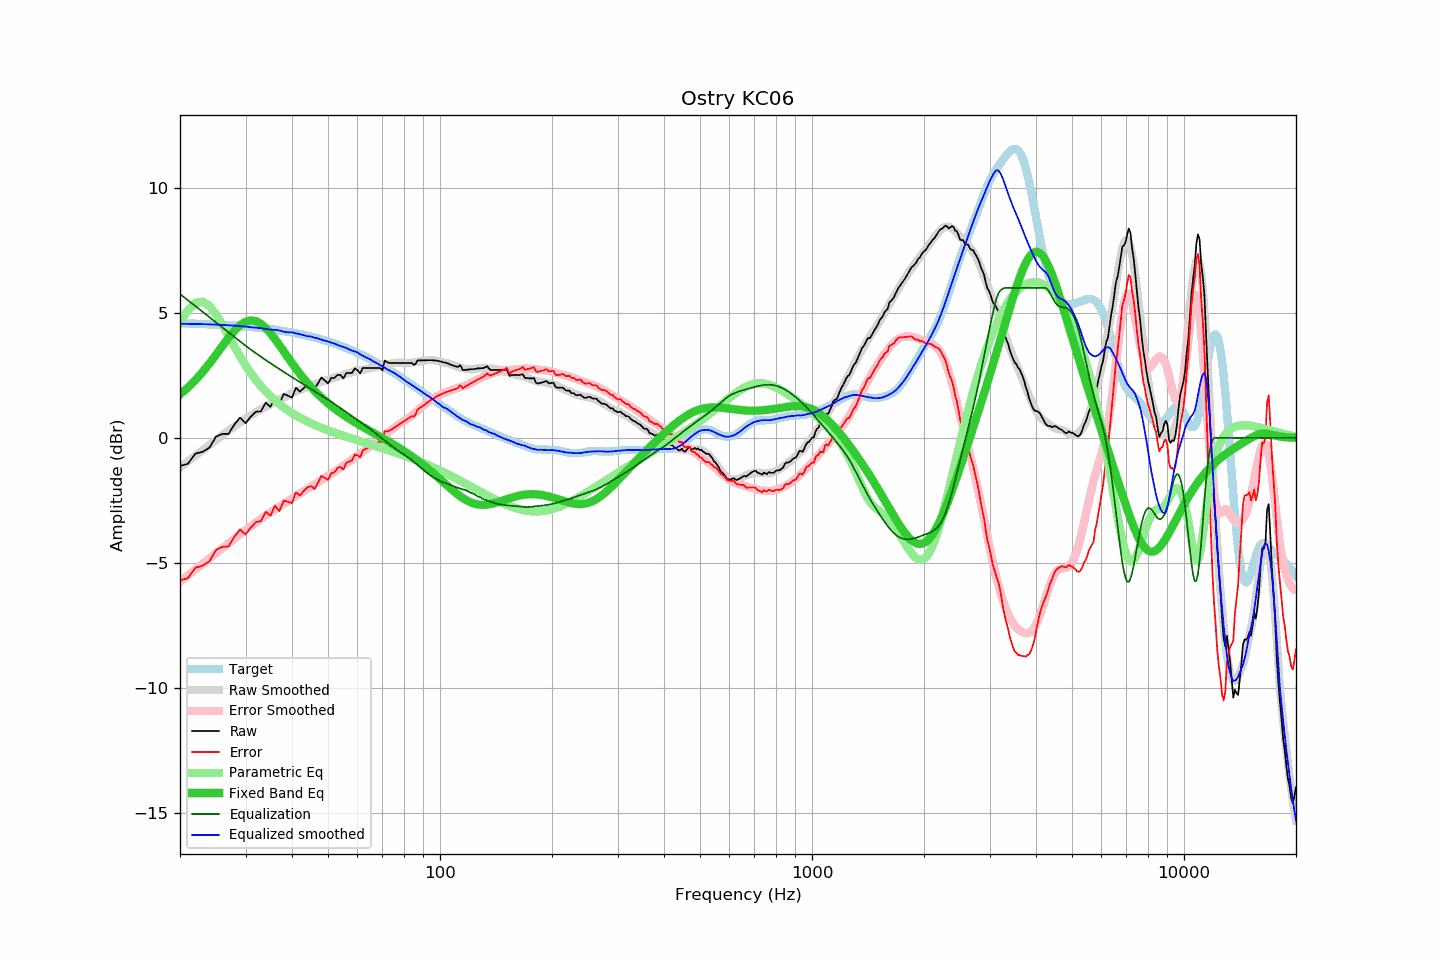 Ostry KC06
Amplitude (dBr)
10
5
0
−5
−10
−15
Target
Raw Smoothed
Error Smoothed
Raw
Error
Parametric Eq
Fixed Band Eq
Equalization
Equalized smoothed
100 1000 10000
Frequency (Hz)